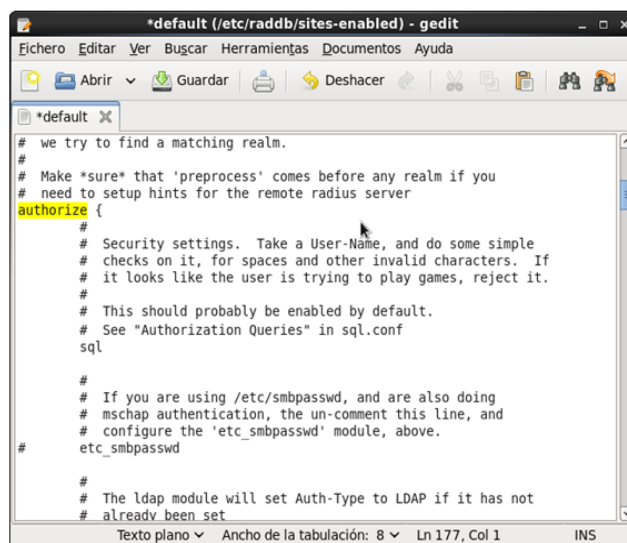 *default (/etc/raddb/sites-enabled) - gedit
Fichero Editar Ver Buscar Herramientas Documentos Ayuda
Abrir Guardar Deshacer
*default
# we try to find a matching realm.
#
# Make *sure* that 'preprocess' comes before any realm if you
# need to setup hints for the remote radius server
authorize {
#
# Security settings. Take a User-Name, and do some simple
# checks on it, for spaces and other invalid characters. If
# it looks like the user is trying to play games, reject it.
#
# This should probably be enabled by default.
# See "Authorization Queries" in sql.conf
sql
#
# If you are using /etc/smbpasswd, and are also doing
# mschap authentication, the un-comment this line, and
# configure the 'etc_smbpasswd' module, above.
# etc_smbpasswd
#
# The ldap module will set Auth-Type to LDAP if it has not
# already been set
Texto plano Ancho de la tabulación: 8 Ln 177, Col 1 INS